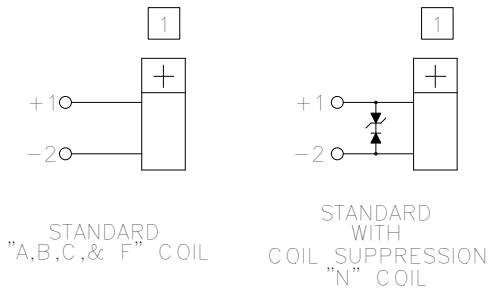 1
+
+1
-2
STANDARD
"A,B,C,& F" COIL
1
+
+1
-2
STANDARD
WITH
COIL SUPPRESSION
"N" COIL